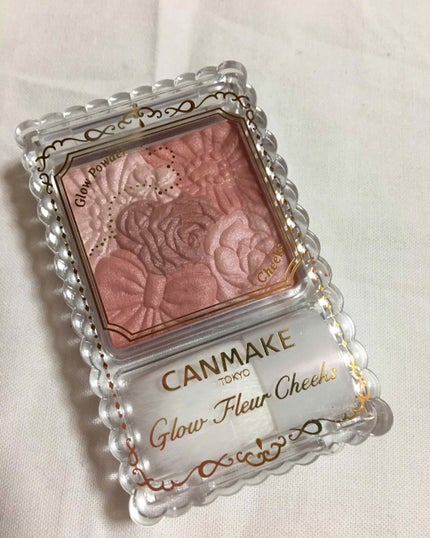 Glow Powder
Cheeks
CANMAKE
TOKYO
Glow Fleur Cheeks